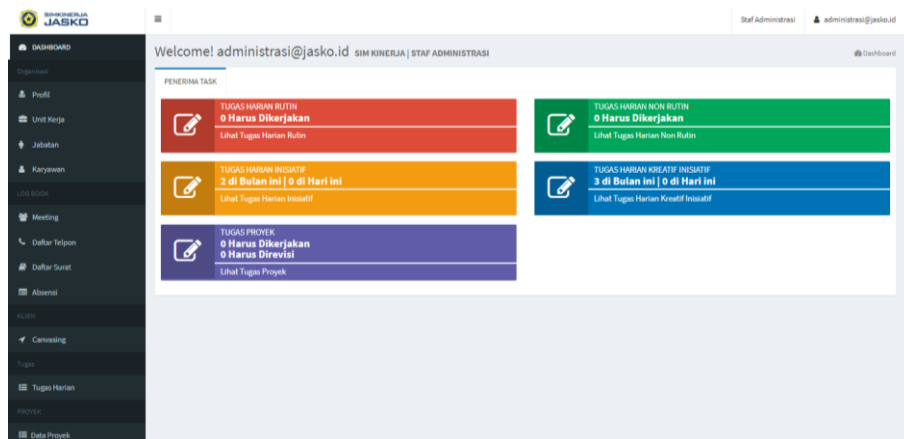 SIMKINERJA
JASKO
Staf Administrasi
administrasi@jasko.id
DASHBOARD
Organisasi
Profil
Unit Kerja
Jabatan
Karyawan
LOG BOOK
Meeting
Daftar Telpon
Daftar Surat
Absensi
KLIEN
Canvasing
Tugas
Tugas Harian
PROYEK
Data Proyek
Welcome! administrasi@jasko.id SIM KINERJA | STAF ADMINISTRASI
Dashboard
PENERIMA TASK
TUGAS HARIAN RUTIN
0 Harus Dikerjakan
Lihat Tugas Harian Rutin
TUGAS HARIAN NON RUTIN
0 Harus Dikerjakan
Lihat Tugas Harian Non Rutin
TUGAS HARIAN INISIATIF
2 di Bulan ini | 0 di Hari ini
Lihat Tugas Harian Inisiatif
TUGAS HARIAN KREATIF INISIATIF
3 di Bulan ini | 0 di Hari ini
Lihat Tugas Harian Kreatif Inisiatif
TUGAS PROYEK
0 Harus Dikerjakan
0 Harus Direvisi
Lihat Tugas Proyek